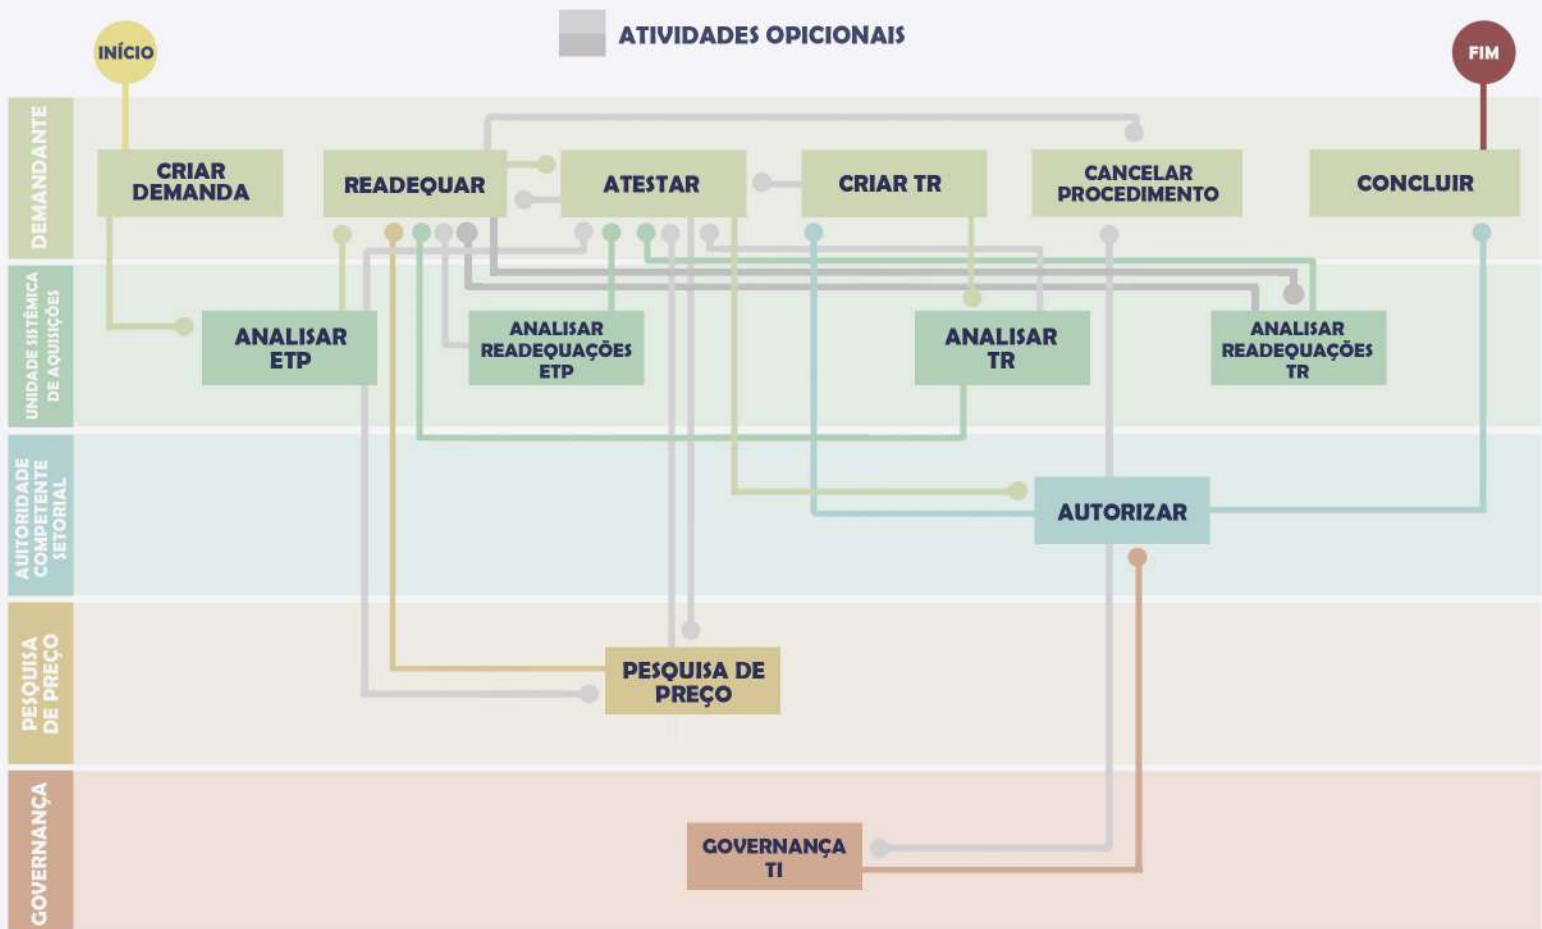 INÍCIO
ATIVIDADES OPICIONAIS
FIM
DEMANDANTE
CRIAR
DEMANDA
READEQUAR
ATESTAR
CRIAR TR
CANCELAR
PROCEDIMENTO
CONCLUIR
UNIDADE SISTÊMICA
DE AQUISIÇÕES
ANALISAR
ETP
ANALISAR
READEQUAÇÕES
ETP
ANALISAR
TR
ANALISAR
READEQUAÇÕES
TR
AUITORIDADE
COMPETENTE
SETORIAL
AUTORIZAR
PESQUISA
DE PREÇO
PESQUISA DE
PREÇO
GOVERNANÇA
GOVERNANÇA
TI